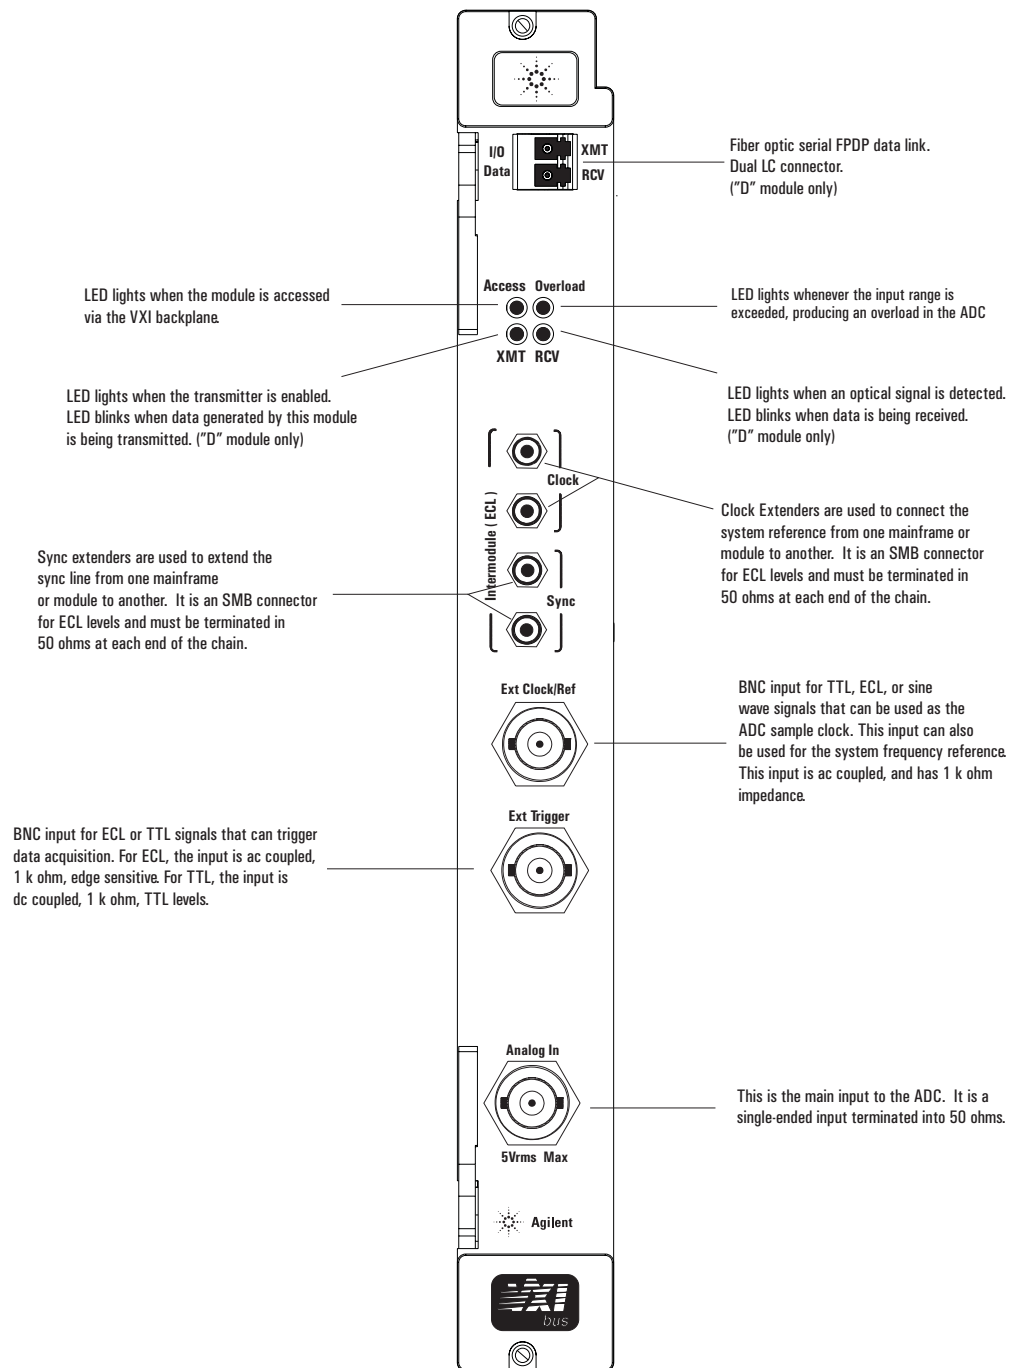 I/O
Data
XMT
RCV
Fiber optic serial FPDP data link.
Dual LC connector.
("D" module only)
Access Overload
XMT RCV
LED lights when the module is accessed
via the VXI backplane.
LED lights whenever the input range is
exceeded, producing an overload in the ADC
LED lights when the transmitter is enabled.
LED blinks when data generated by this module
is being transmitted. ("D" module only)
LED lights when an optical signal is detected.
LED blinks when data is being received.
("D" module only)
Intermodule ( ECL )
Clock
Sync
Clock Extenders are used to connect the
system reference from one mainframe or
module to another. It is an SMB connector
for ECL levels and must be terminated in
50 ohms at each end of the chain.
Sync extenders are used to extend the
sync line from one mainframe
or module to another. It is an SMB connector
for ECL levels and must be terminated in
50 ohms at each end of the chain.
Ext Clock/Ref
BNC input for TTL, ECL, or sine
wave signals that can be used as the
ADC sample clock. This input can also
be used for the system frequency reference.
This input is ac coupled, and has 1 k ohm
impedance.
Ext Trigger
BNC input for ECL or TTL signals that can trigger
data acquisition. For ECL, the input is ac coupled,
1 k ohm, edge sensitive. For TTL, the input is
dc coupled, 1 k ohm, TTL levels.
Analog In
5Vrms Max
This is the main input to the ADC. It is a
single-ended input terminated into 50 ohms.
Agilent
VXI
bus